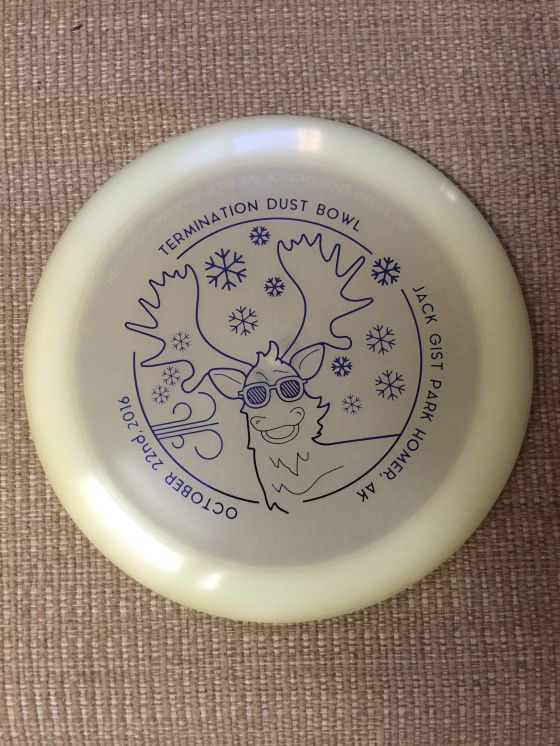 TERMINATION DUST BOWL
JACK GIST PARK HOMER, AK
OCTOBER 22nd, 2016